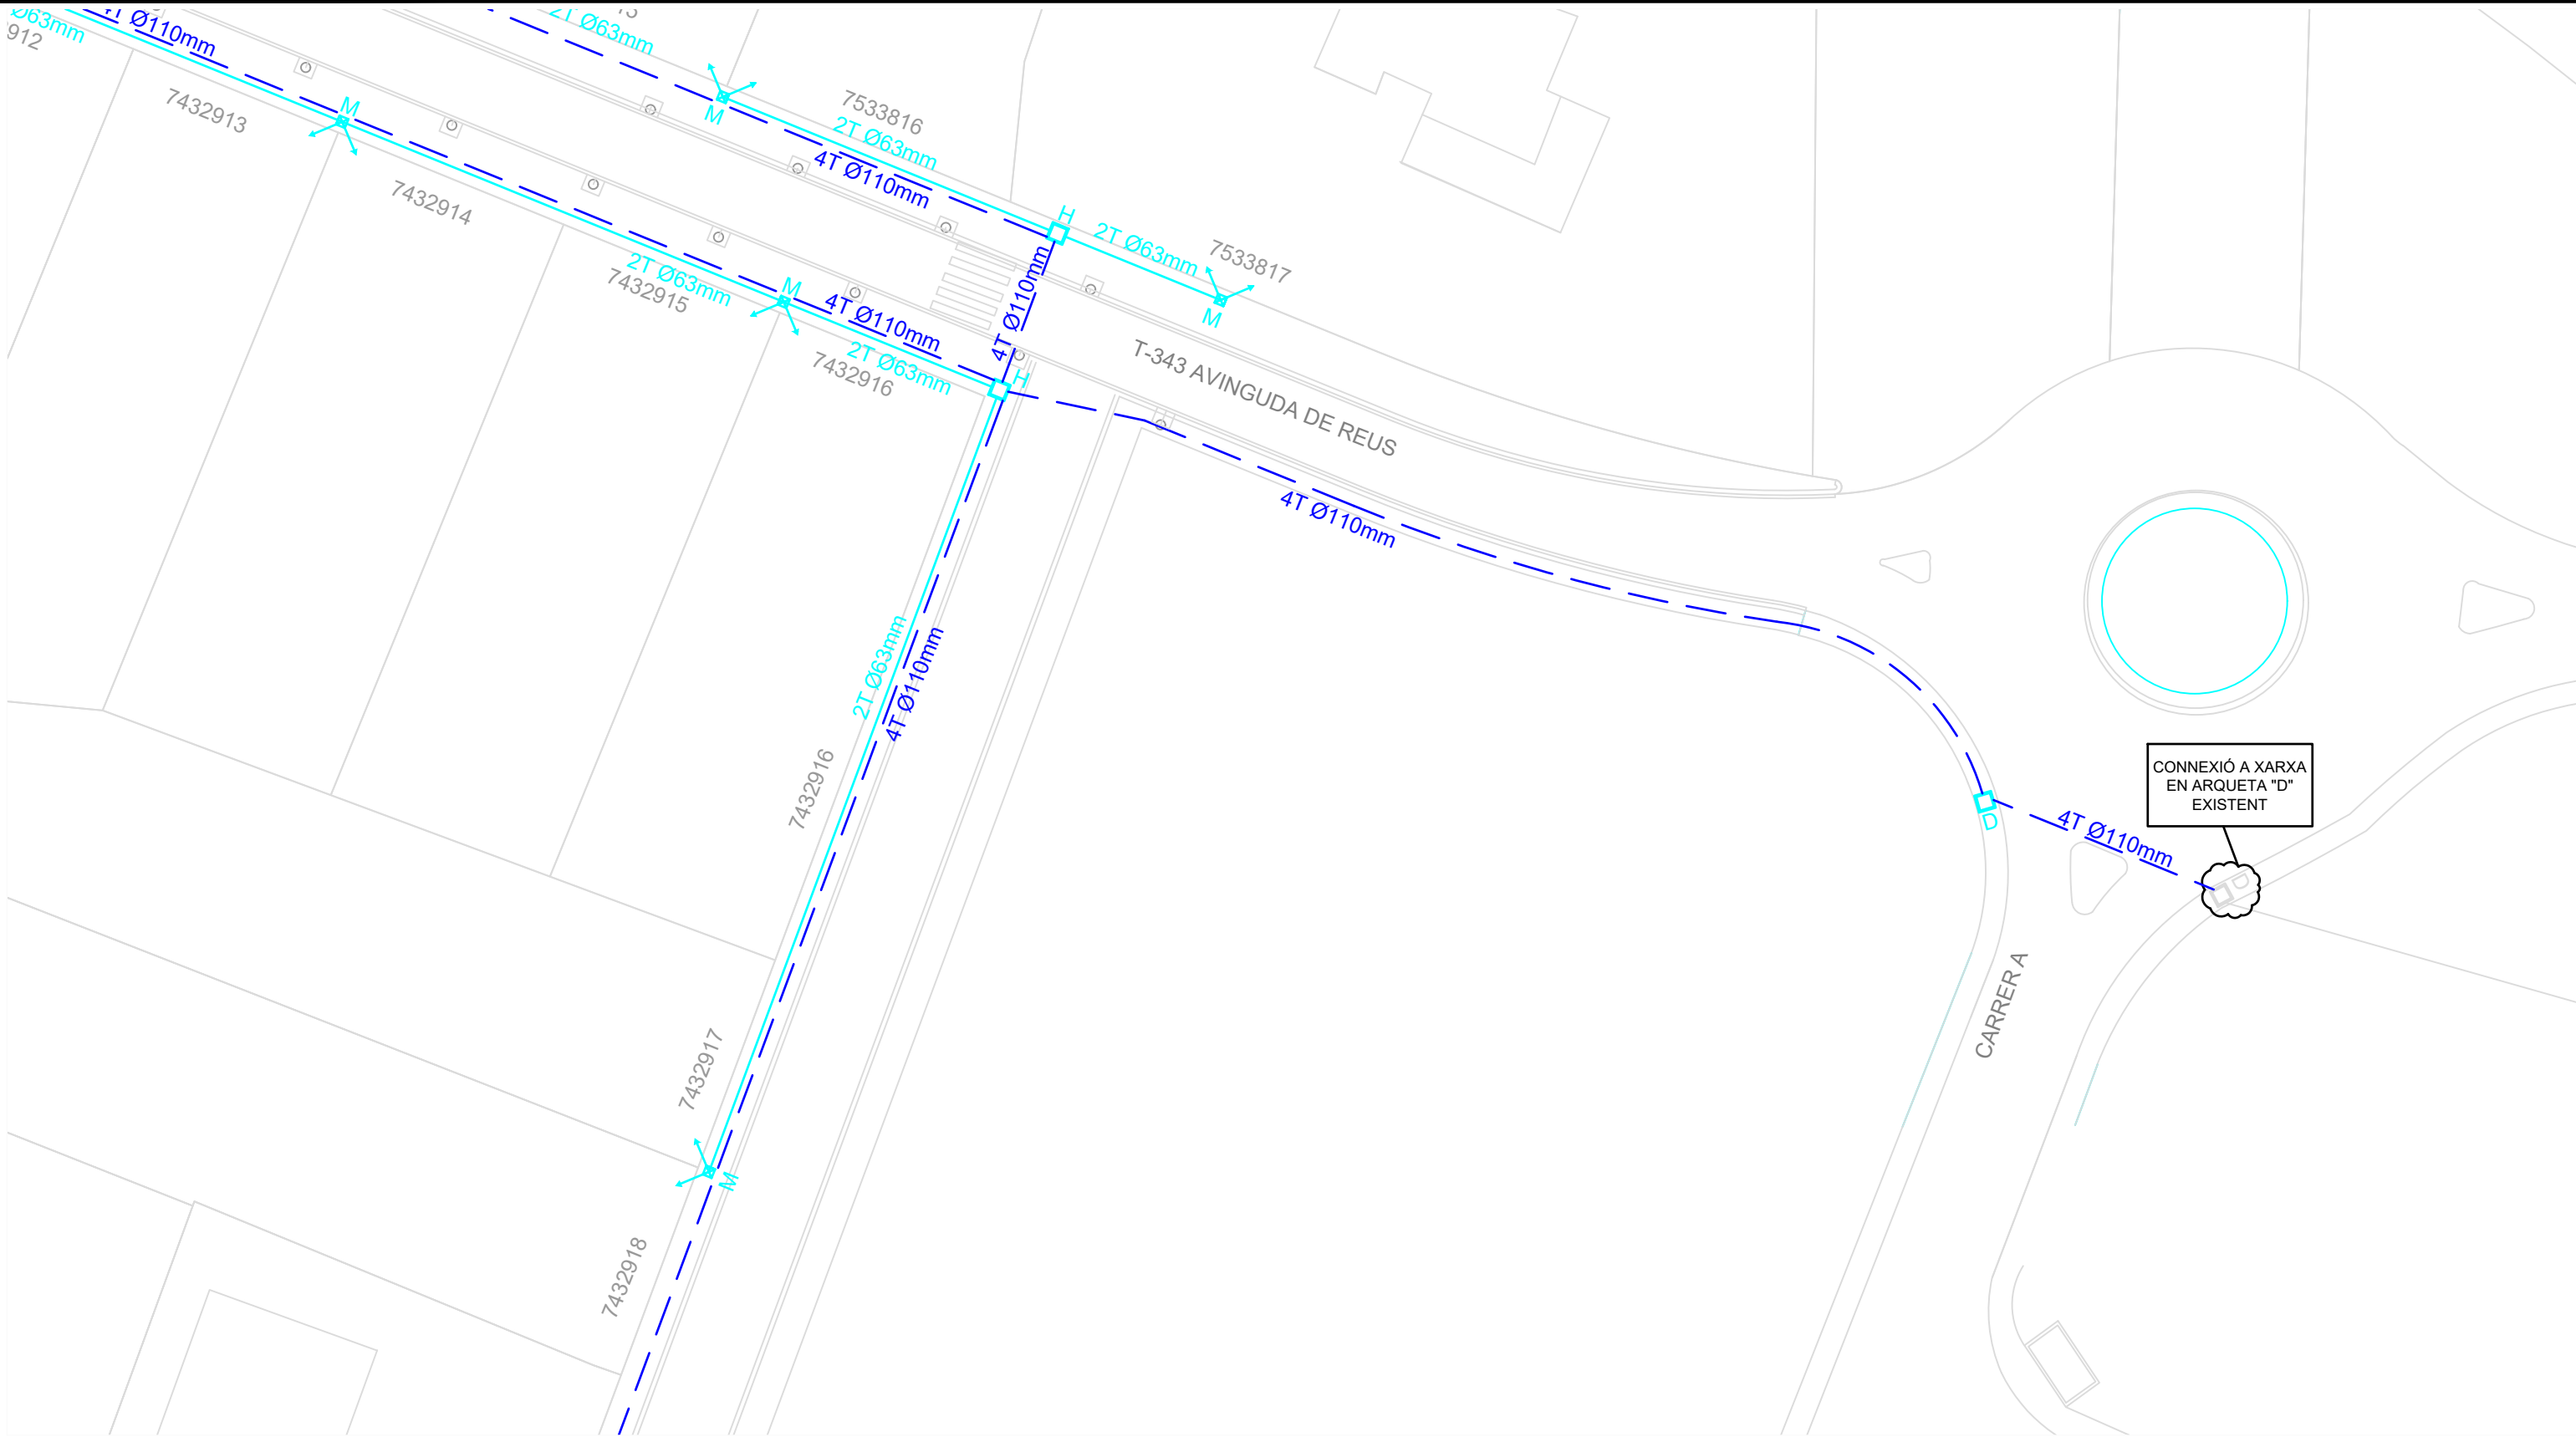 Ø63mm
4T Ø110mm
2T Ø63mm
7432913
M
M
7533816
2T Ø63mm
4T Ø110mm
7432914
H
2T Ø63mm
7533817
M
4T Ø110mm
2T Ø63mm
7432915
M
4T Ø110mm
2T Ø63mm
7432916
H
T-343 AVINGUDA DE REUS
4T Ø110mm
2T Ø63mm
4T Ø110mm
7432916
CONNEXIÓ A XARXA
EN ARQUETA "D"
EXISTENT
D
4T Ø110mm
D
CARRER A
7432917
M
7432918